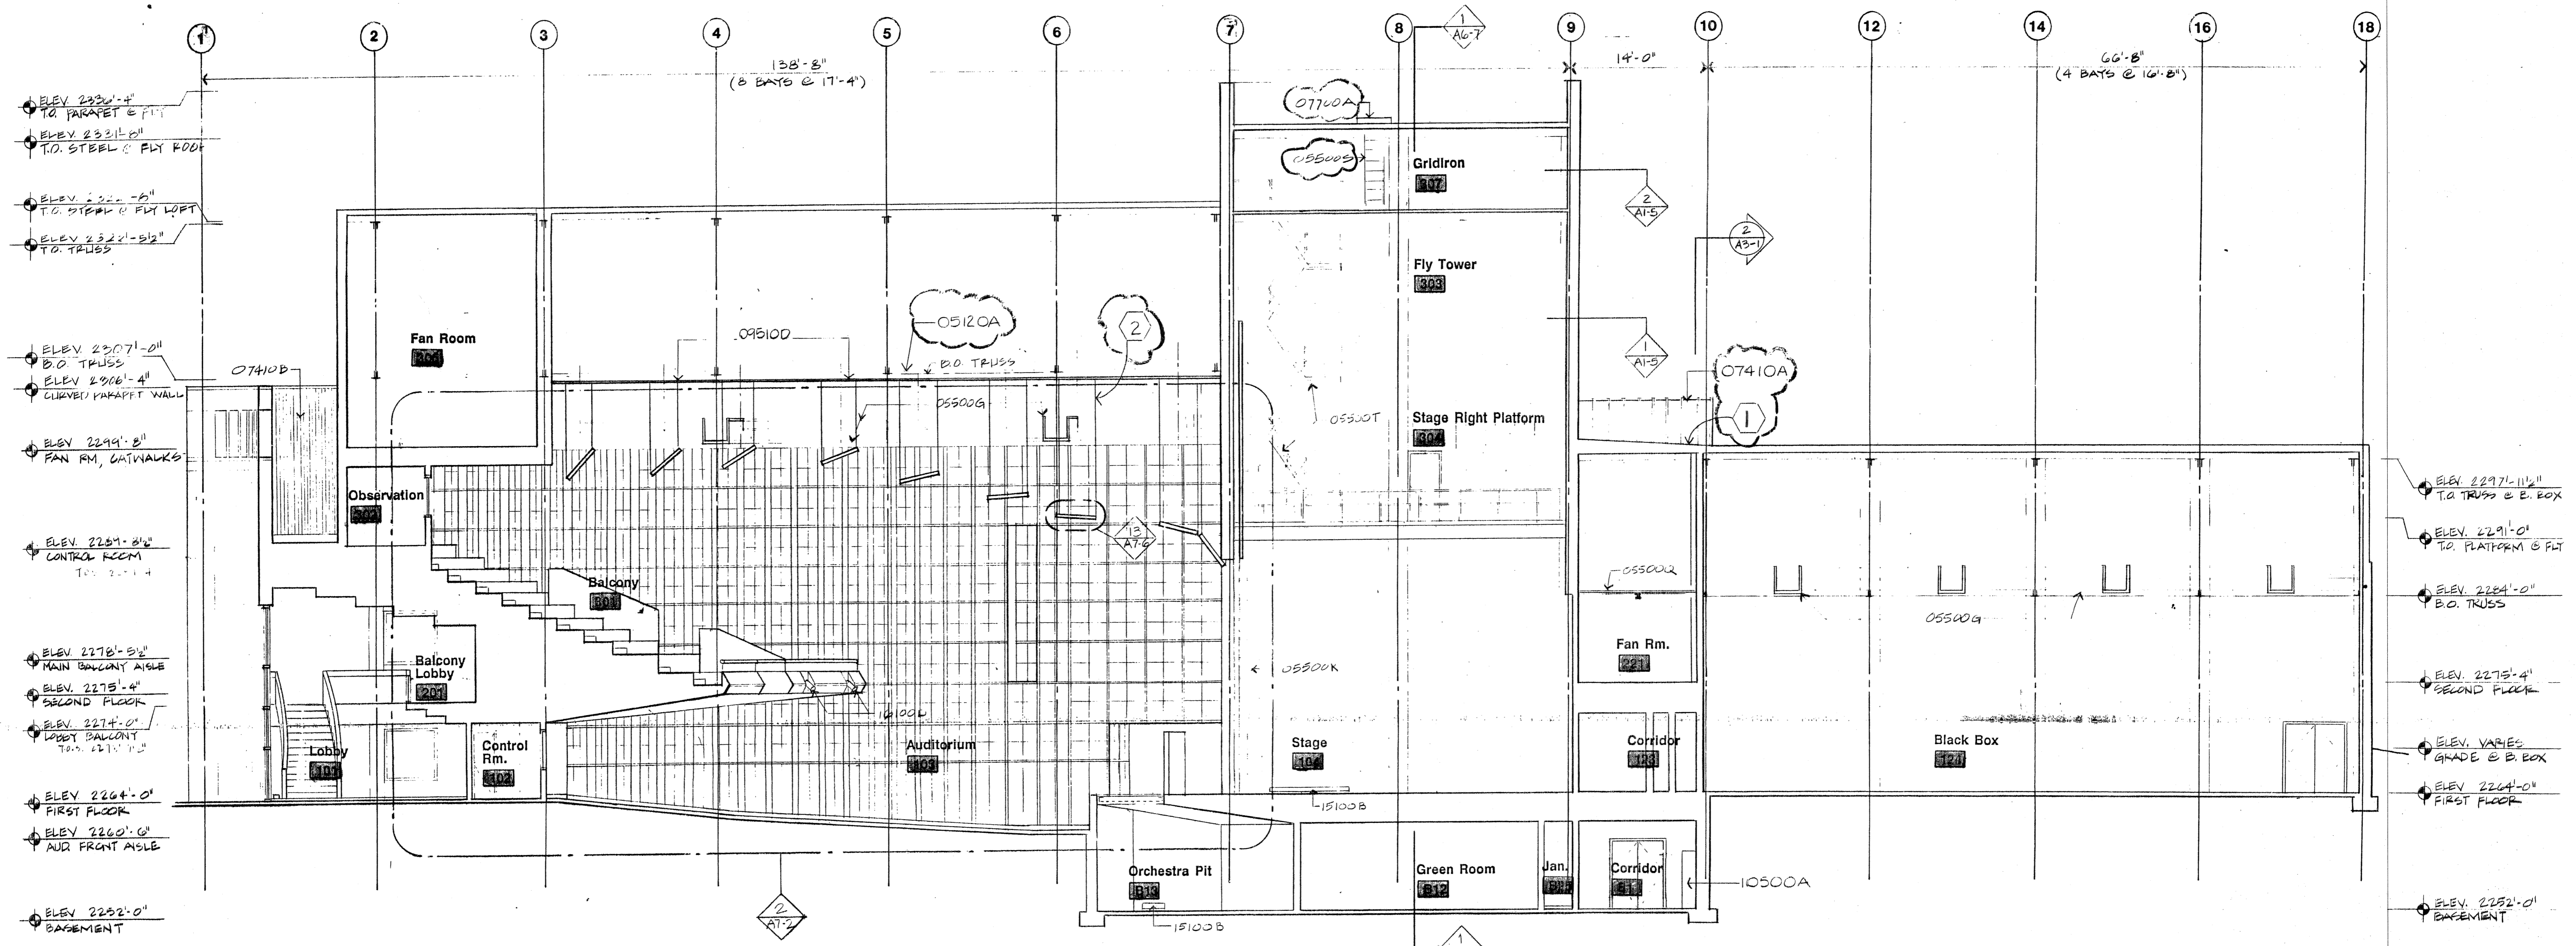 1
2
3
4
5
6
7
8
9
10
12
14
16
18
1
A6-7
138'-8"
(8 BAYS @ 17'-4")
14'-0"
66'-8"
(4 BAYS @ 16'-8")
ELEV. 2336'-4"
T.O. PARAPET @ FLY
ELEV. 2331'-8"
T.O. STEEL @ FLY ROOF
T.O. STEEL @ FLY LOFT
ELEV 2322'-5½"
T.O. TRUSS
ELEV. 2307'-0"
B.O. TRUSS
ELEV 2306'-4"
CURVED PARAPET WALL
ELEV 2299'-8"
FAN RM, CATWALKS
CONTROL ROOM
ELEV. 2278'-5½"
MAIN BALCONY AISLE
ELEV. 2275'-4"
SECOND FLOOR
ELEV. 2274'-0"
LOBBY BALCONY
ELEV 2264'-0"
FIRST FLOOR
ELEV 2260'-6"
AUD. FRONT AISLE
ELEV 2252'-0"
BASEMENT
07700A
05500S
Gridiron
307
2
A1-5
2
A3-1
Fly Tower
303
1
A1-5
Fan Room
09510D
05120A
2
B.O. TRUSS
07410B
05500G
05500T
07410A
1
Stage Right Platform
304
Observation
302
13
A7-6
Balcony
301
05500Q
05500G
Balcony
Lobby
201
Fan Rm.
221
05500K
16100L
Lobby
101
Control
Rm.
102
Auditorium
103
Stage
104
Corridor
123
Black Box
121
15100B
Orchestra Pit
B13
Green Room
B12
Jan.
Corridor
B11
10500A
15100B
2
A7-2
1
ELEV. 2297'-11½"
T.O. TRUSS @ B. BOX
ELEV. 2291'-0"
T.O. PLATFORM @ FLY
ELEV. 2284'-0"
B.O. TRUSS
ELEV. 2275'-4"
SECOND FLOOR
ELEV. VARIES
GRADE @ B. BOX
ELEV 2264'-0"
FIRST FLOOR
ELEV. 2252'-0"
BASEMENT